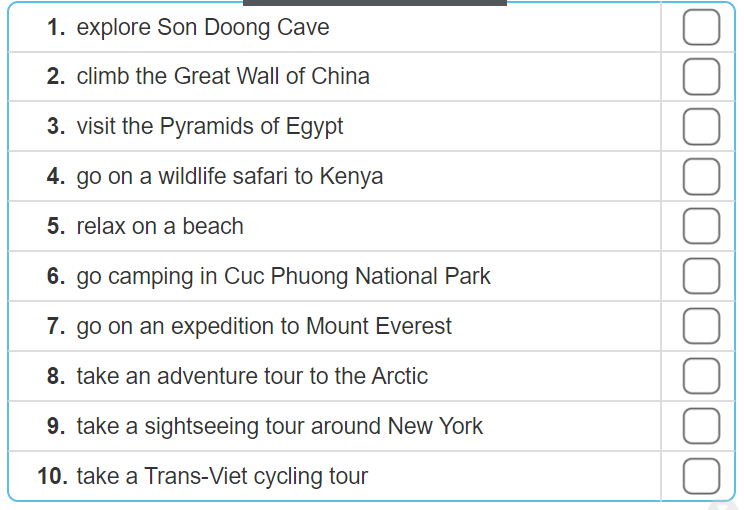 1. explore Son Doong Cave
2. climb the Great Wall of China
3. visit the Pyramids of Egypt
4. go on a wildlife safari to Kenya
5. relax on a beach
6. go camping in Cuc Phuong National Park
7. go on an expedition to Mount Everest
8. take an adventure tour to the Arctic
9. take a sightseeing tour around New York
10. take a Trans-Viet cycling tour